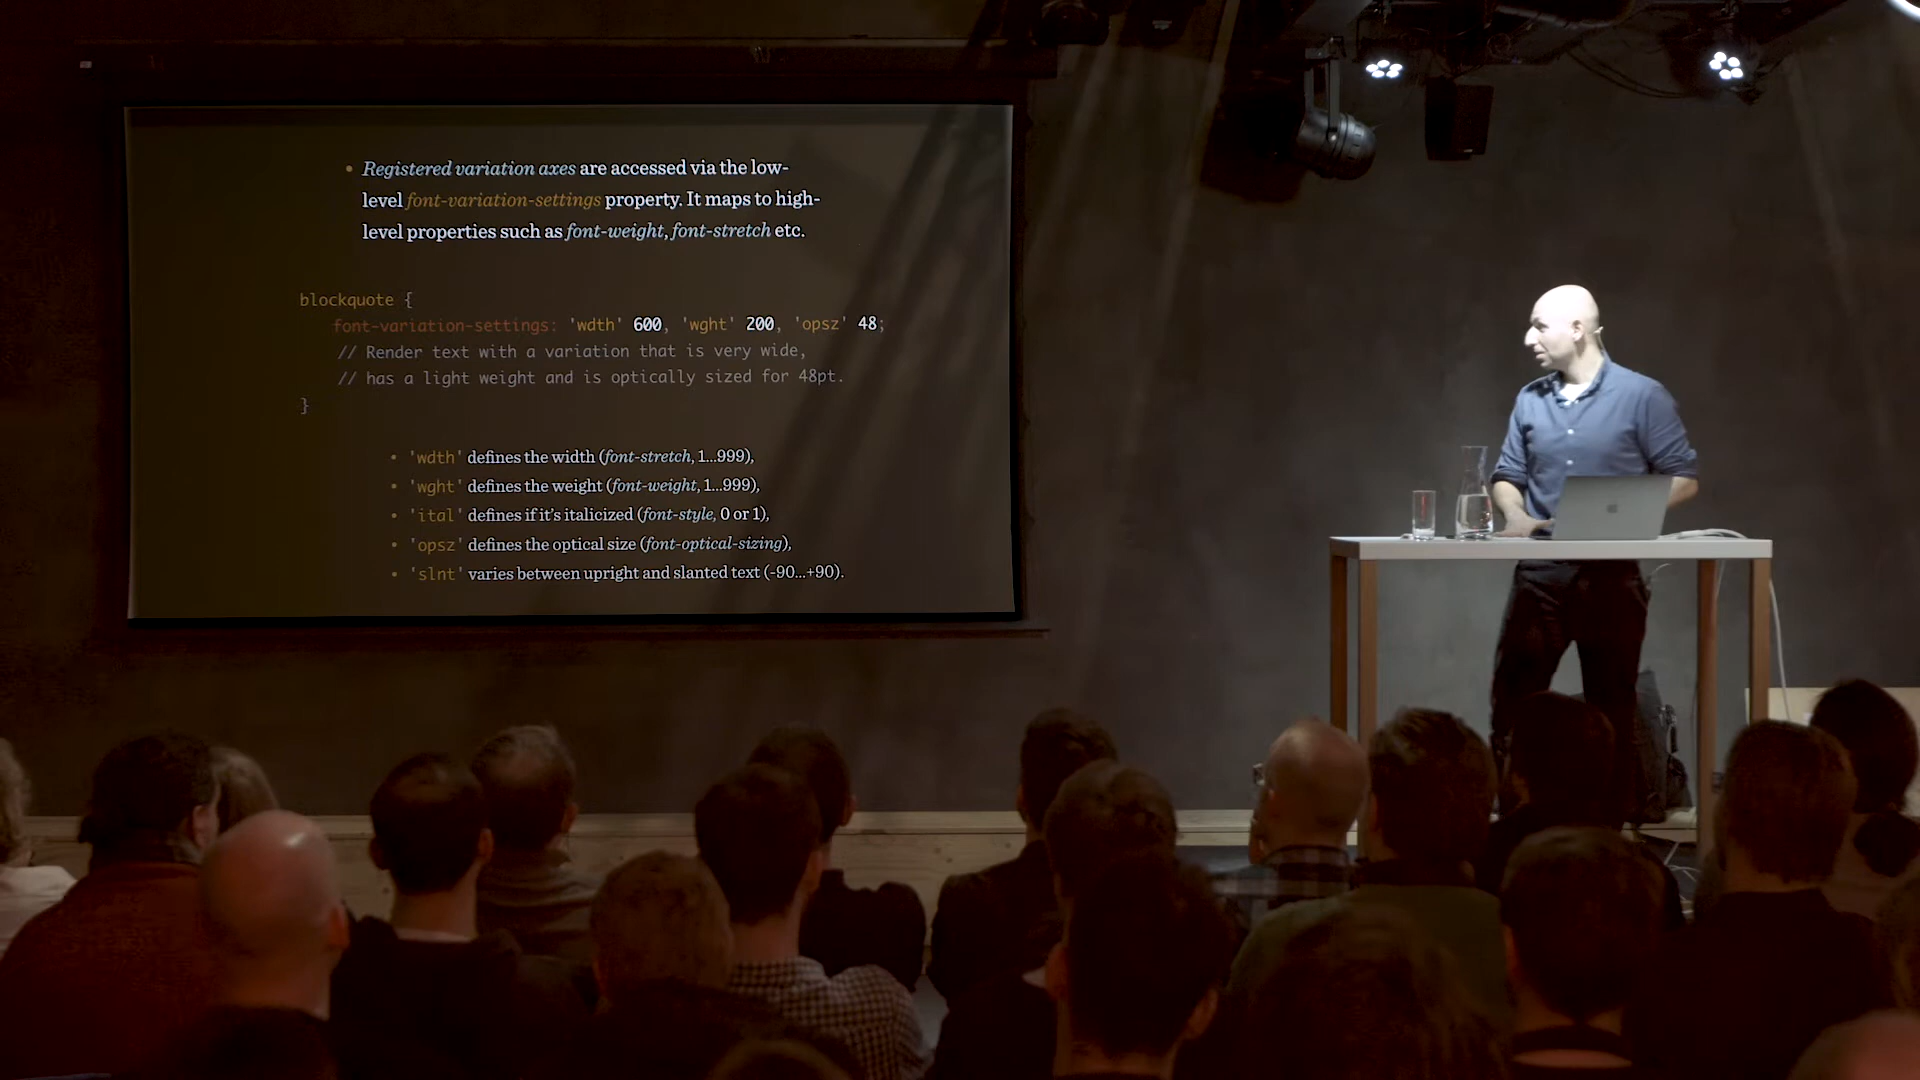 • Registered variation axes are accessed via the low-
level font-variation-settings property. It maps to high-
level properties such as font-weight, font-stretch etc.
blockquote {
font-variation-settings: 'wdth' 600, 'wght' 200, 'opsz' 48;
// Render text with a variation that is very wide,
// has a light weight and is optically sized for 48pt.
}
• 'wdth' defines the width (font-stretch, 1...999),
• 'wght' defines the weight (font-weight, 1...999),
• 'ital' defines if it's italicized (font-style, 0 or 1),
• 'opsz' defines the optical size (font-optical-sizing),
• 'slnt' varies between upright and slanted text (-90...+90).